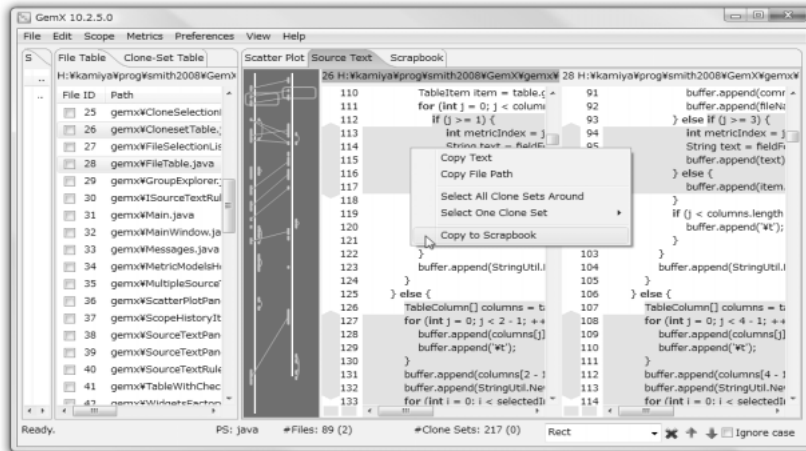 GemX 10.2.5.0
File Edit Scope Metrics Preferences View Help
S File Table Clone-Set Table Scatter Plot Source Text Scrapbook
.. H:¥kamiya¥prog¥smith2008¥GemX 26 H:¥kamiya¥prog¥smith2008¥GemX¥gemx¥ 28 H:¥kamiya¥prog¥smith2008¥GemX¥gemx¥
.. File ID Path
25 gemx¥CloneSelection
26 gemx¥ClonesetTable.
27 gemx¥FileSelectionLis
28 gemx¥FileTable.java
29 gemx¥GroupExplorer.
30 gemx¥ISourceTextRul
31 gemx¥Main.java
32 gemx¥MainWindow.ja
33 gemx¥Messages.java
34 gemx¥MetricModelsH
35 gemx¥MultipleSource
36 gemx¥ScatterPlotPan
37 gemx¥ScopeHistoryIt
38 gemx¥SourceTextPan
39 gemx¥SourceTextPan
40 gemx¥SourceTextRule
41 gemx¥TableWithChec
42 gemx¥WidgetsFactor
110 TableItem item = table.g
111 for (int j = 0; j < colum
112 if (j >= 1) {
113 int metricIndex = j
114 String text = fieldF
115
116
117
118
119
120
121
122 }
123 buffer.append(StringUtil.
124 }
125 } else {
126 TableColumn[] columns = t
127 for (int j = 0; j < 2 - 1; ++
128 buffer.append(columns[j]
129 buffer.append('¥t');
130 }
131 buffer.append(columns[2 -
132 buffer.append(StringUtil.Ne
133 for (int i = 0; i < selectedI
Copy Text
Copy File Path
Select All Clone Sets Around
Select One Clone Set
Copy to Scrapbook
91 buffer.append(comr
92 buffer.append(fileN
93 } else if (j >= 3) {
94 int metricIndex = j
95 String text = fieldF
buffer.append(text)
} else {
buffer.append(item.
}
if (j < columns.length
buffer.append('¥t');
}
103 }
104 buffer.append(StringUtil.
105 }
106 } else {
107 TableColumn[] columns = t
108 for (int j = 0; j < 4 - 1; ++
109 buffer.append(columns[j]
110 buffer.append('¥t');
111 }
112 buffer.append(columns[4 -
113 buffer.append(StringUtil.Ne
114 for (int i = 0; i < selectedI
Ready. PS: java #Files: 89 (2) #Clone Sets: 217 (0) Rect Ignore case